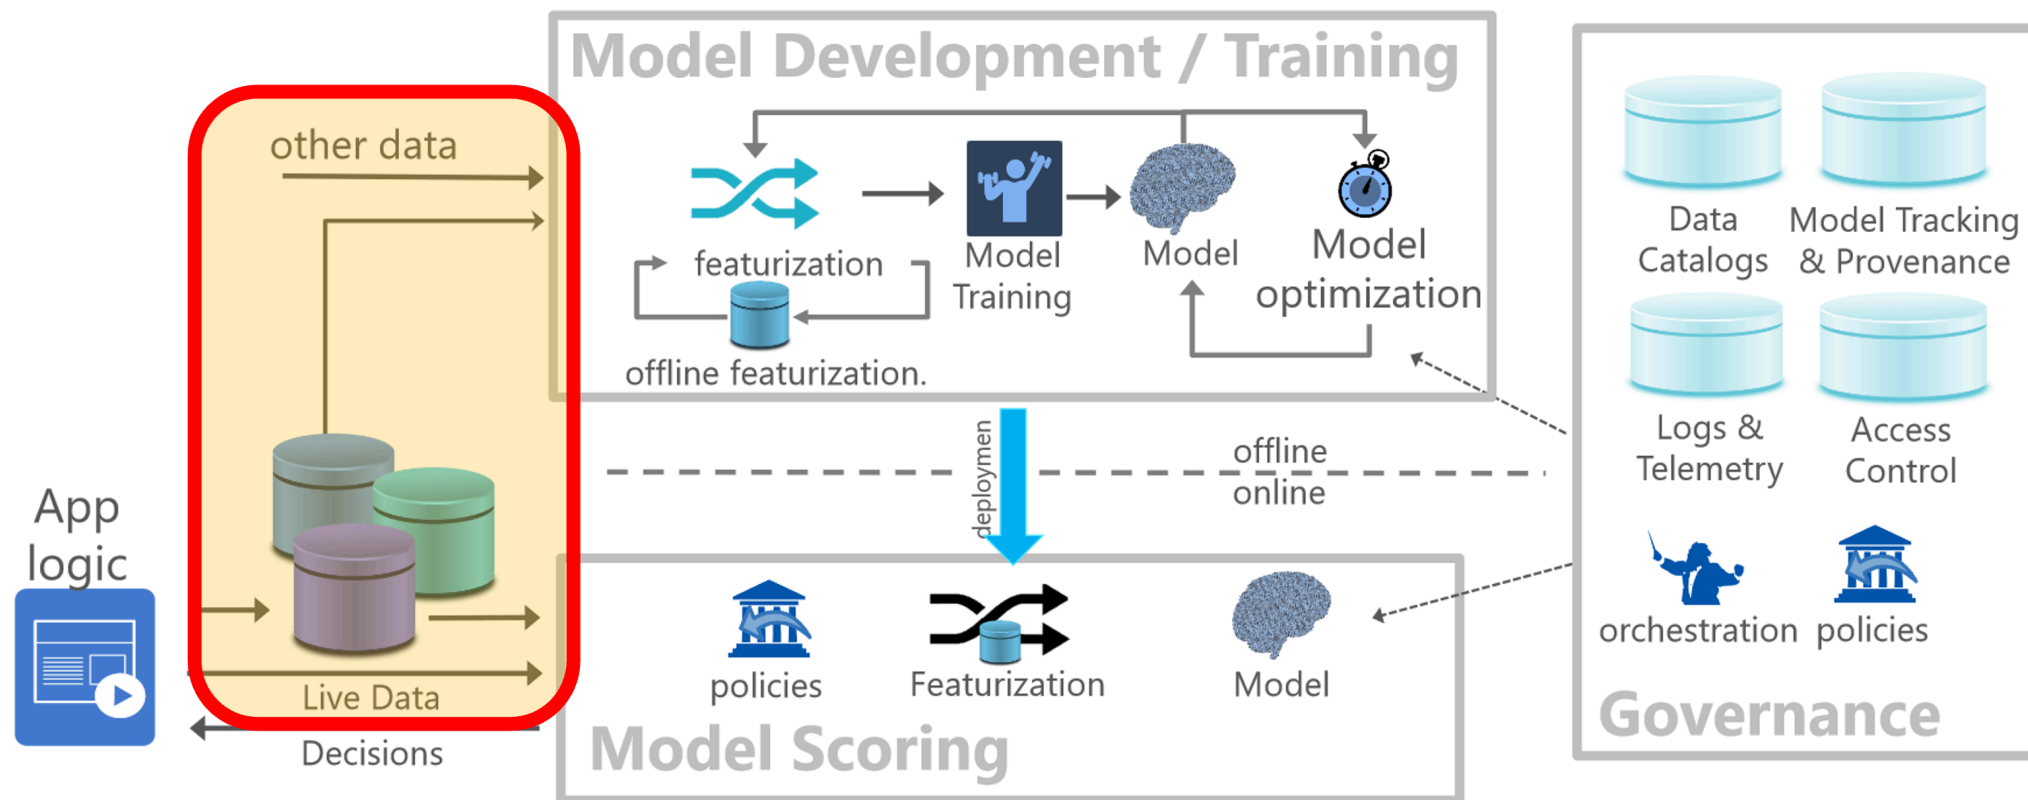 Model Development / Training
other data
featurization
Model
Training
Model
Model
optimization
offline featurization.
Data
Catalogs
Model Tracking
& Provenance
Logs &
Telemetry
Access
Control
orchestration
policies
Governance
deploymen
offline
online
App
logic
Live Data
Decisions
policies
Featurization
Model
Model Scoring